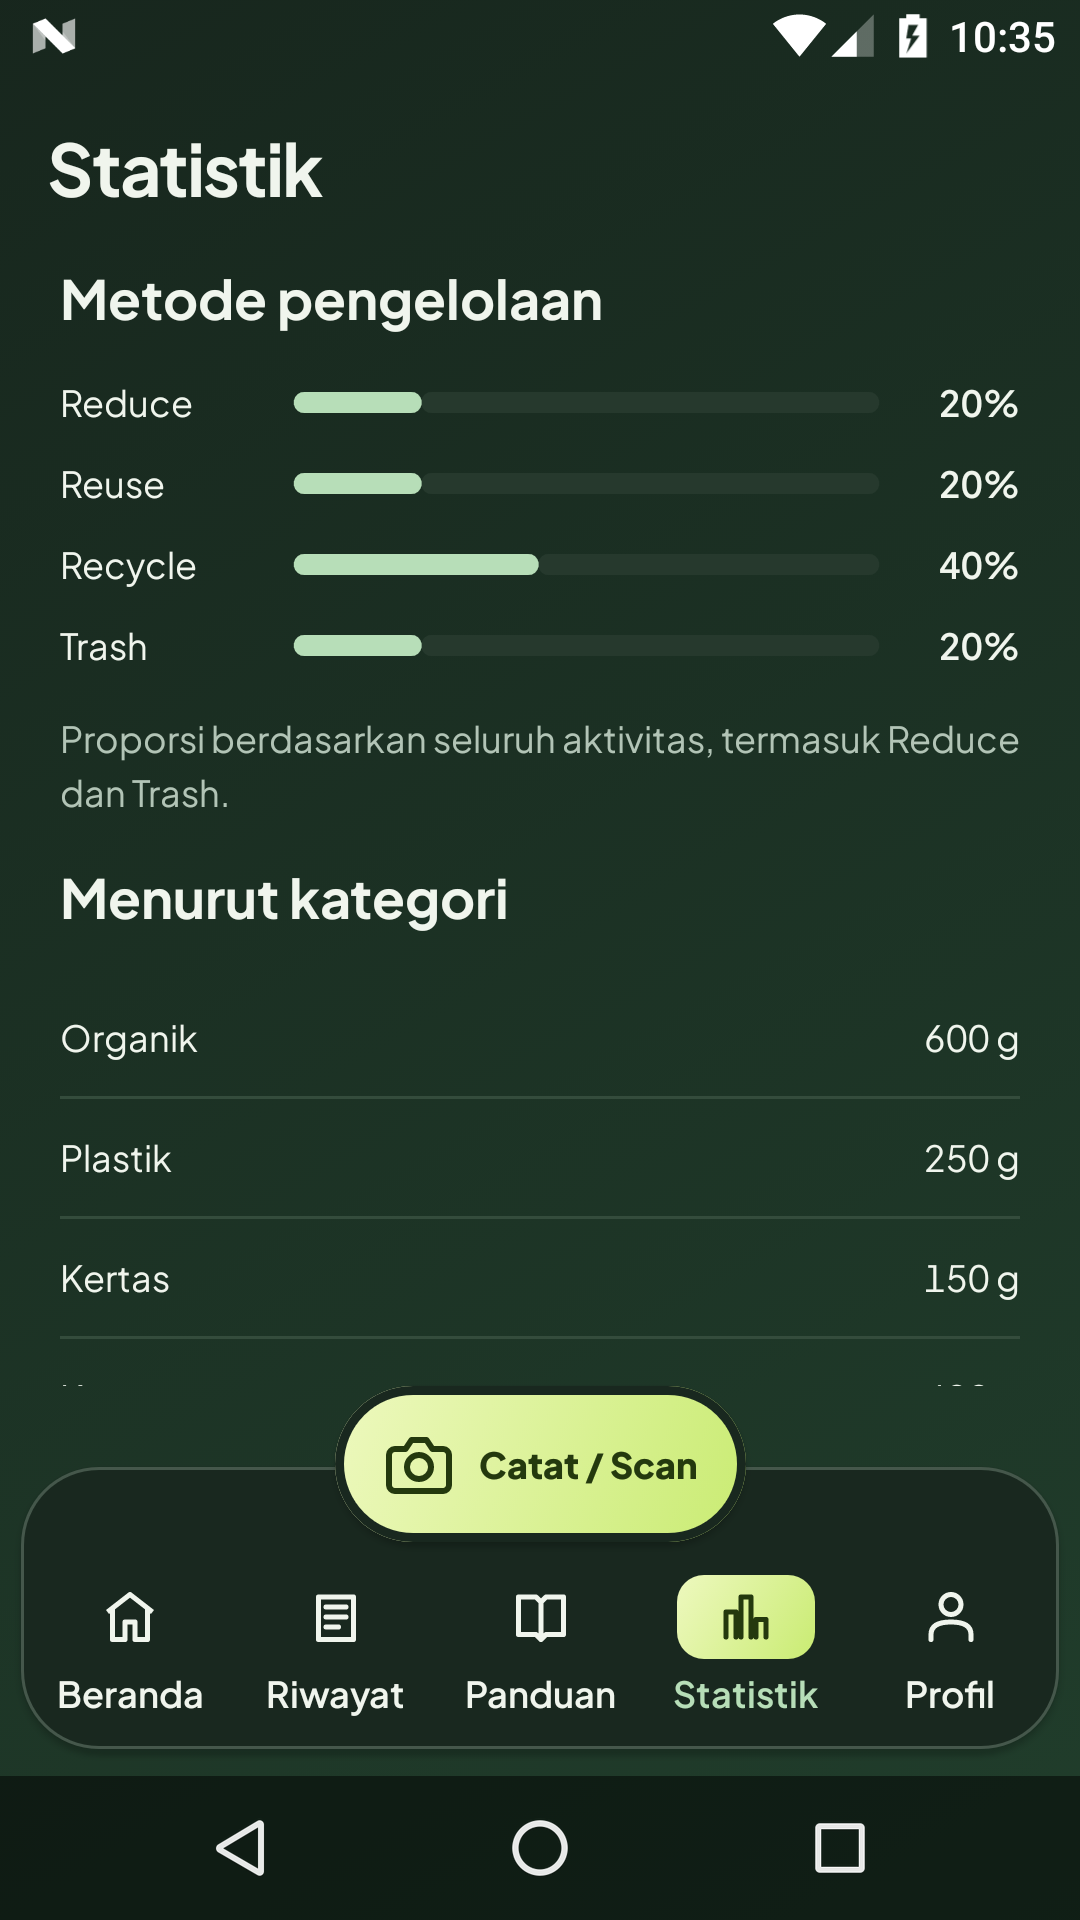 10:35
Statistik
Metode pengelolaan
Reduce 20%
Reuse 20%
Recycle 40%
Trash 20%
Proporsi berdasarkan seluruh aktivitas, termasuk Reduce
dan Trash.
Menurut kategori
Organik 600 g
Plastik 250 g
Kertas 150 g
Catat / Scan
Beranda Riwayat Panduan Statistik Profil